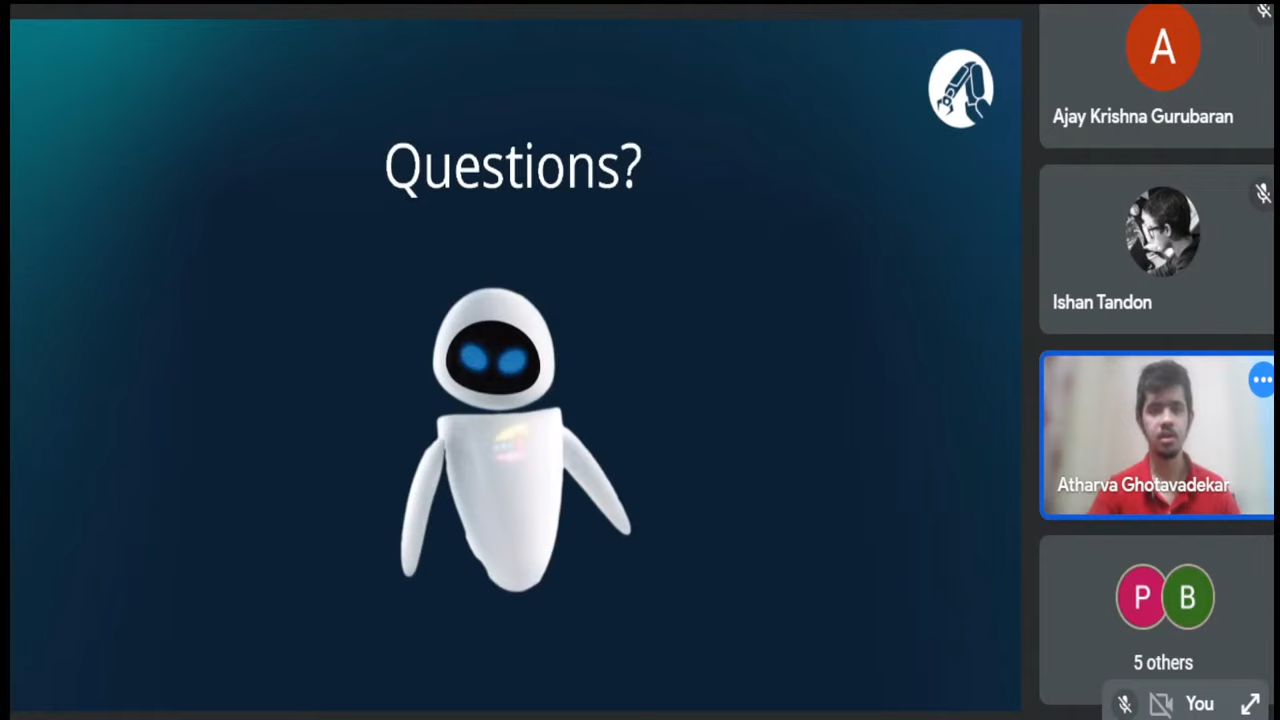 Questions?
A
Ajay Krishna Gurubaran
Ishan Tandon
Atharva Ghotavadekar
P B
5 others
You